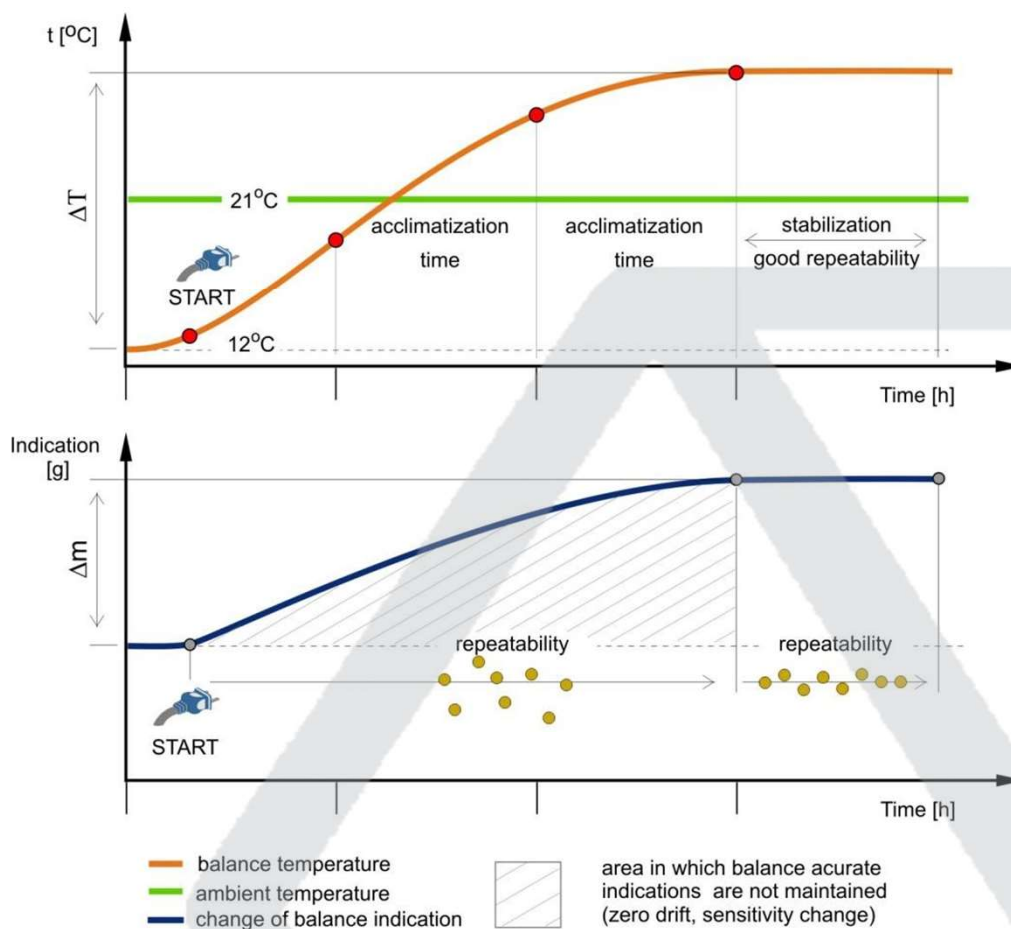 t [°C]
ΔT
21°C
acclimatization
time
acclimatization
time
stabilization
good repeatability
START
12°C
Time [h]
Indication
[g]
Δm
repeatability
repeatability
START
Time [h]
balance temperature
ambient temperature
change of balance indication
area in which balance acurate
indications are not maintained
(zero drift, sensitivity change)